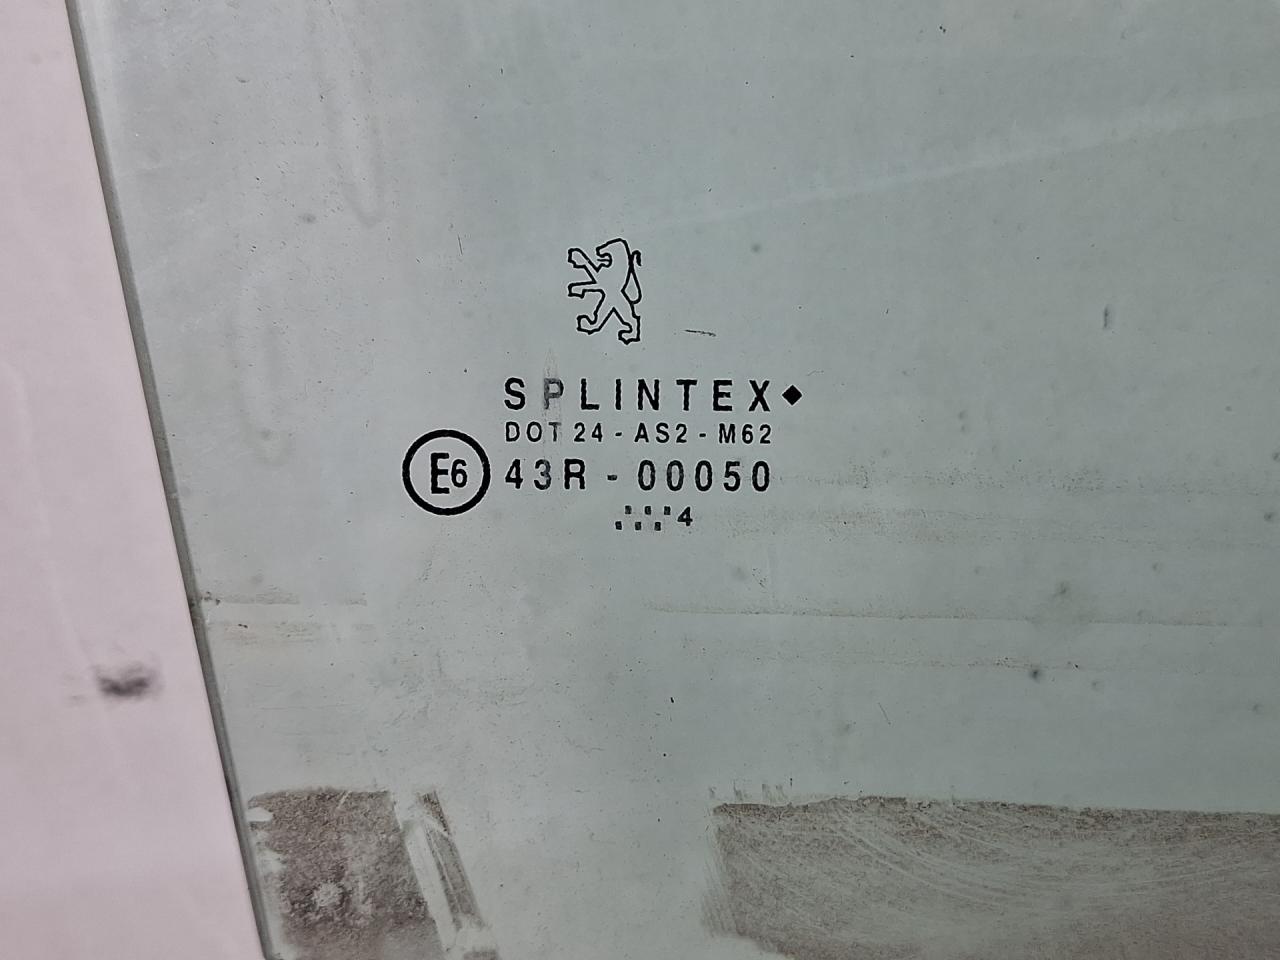 SPLINTEX
DOT 24 - AS2 - M62
E6 43R - 00050
4